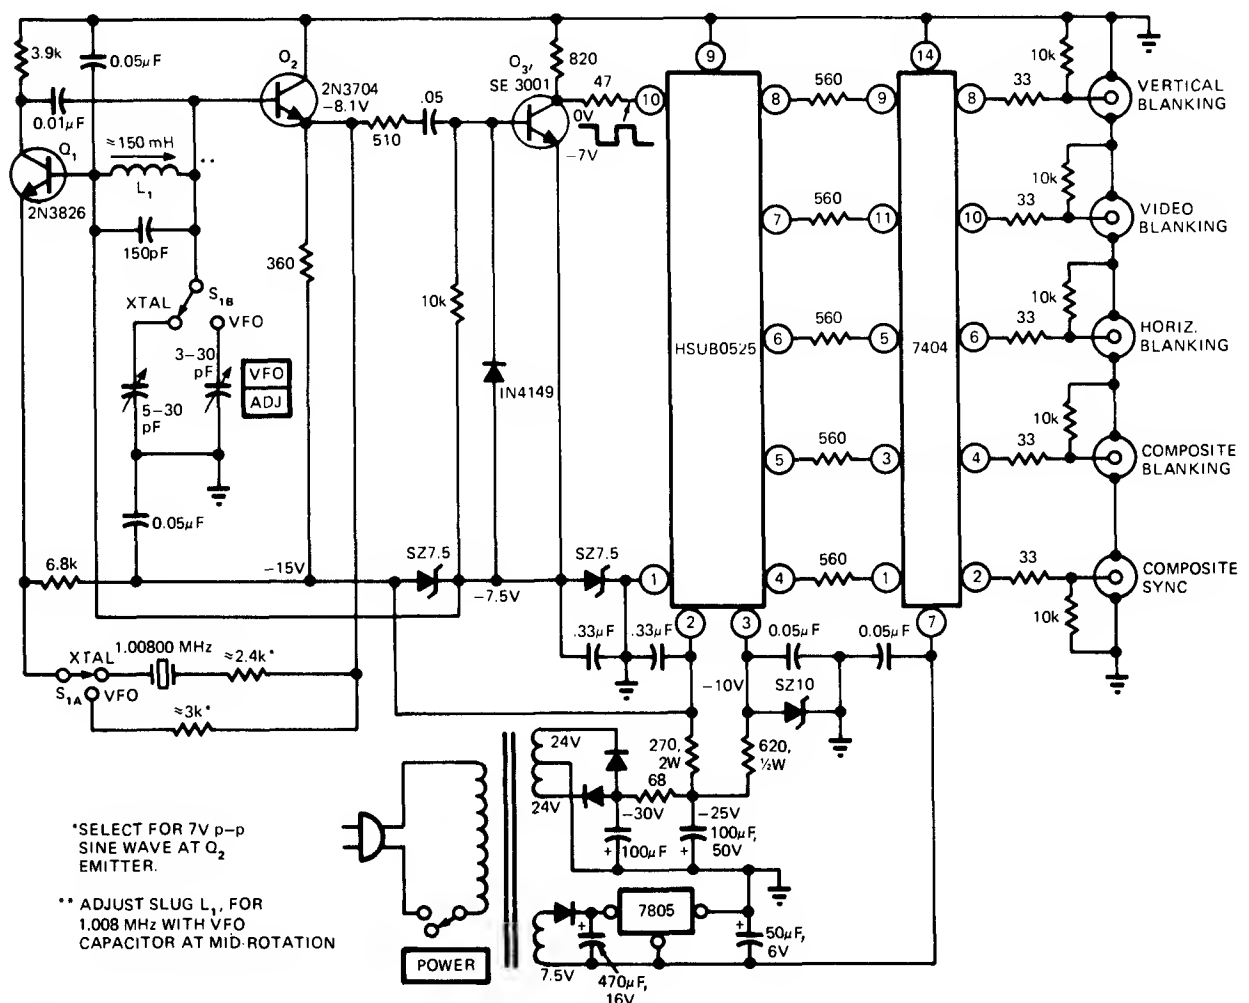 3.9k
0.05µF
0.01µF
Q1
2N3826
≈150 mH
**
L1
150pF
XTAL
S1B
VFO
3–30
pF
VFO
ADJ
5–30
pF
0.05µF
6.8k
–15V
Q2
2N3704
–8.1V
510
.05
360
10k
IN4149
Q3,
SE 3001
820
47
0V
–7V
SZ7.5
–7.5V
SZ7.5
XTAL
1.00800 MHz
≈2.4k*
S1A
VFO
≈3k*
9
10
HSUB0525
8
7
6
5
4
1
2
3
560
560
560
560
560
14
7404
9
11
5
3
1
8
10
6
4
2
7
33
33
33
33
33
10k
10k
10k
10k
10k
VERTICAL
BLANKING
VIDEO
BLANKING
HORIZ.
BLANKING
COMPOSITE
BLANKING
COMPOSITE
SYNC
.33µF
.33µF
0.05µF
0.05µF
–10V
SZ10
270,
2W
620,
½W
24V
24V
68
–30V
–25V
+
100µF
+
100µF,
50V
7.5V
+
470µF,
16V
7805
+
50µF,
6V
POWER
*SELECT FOR 7V p–p
SINE WAVE AT Q2
EMITTER.
** ADJUST SLUG L1, FOR
1.008 MHz WITH VFO
CAPACITOR AT MID-ROTATION